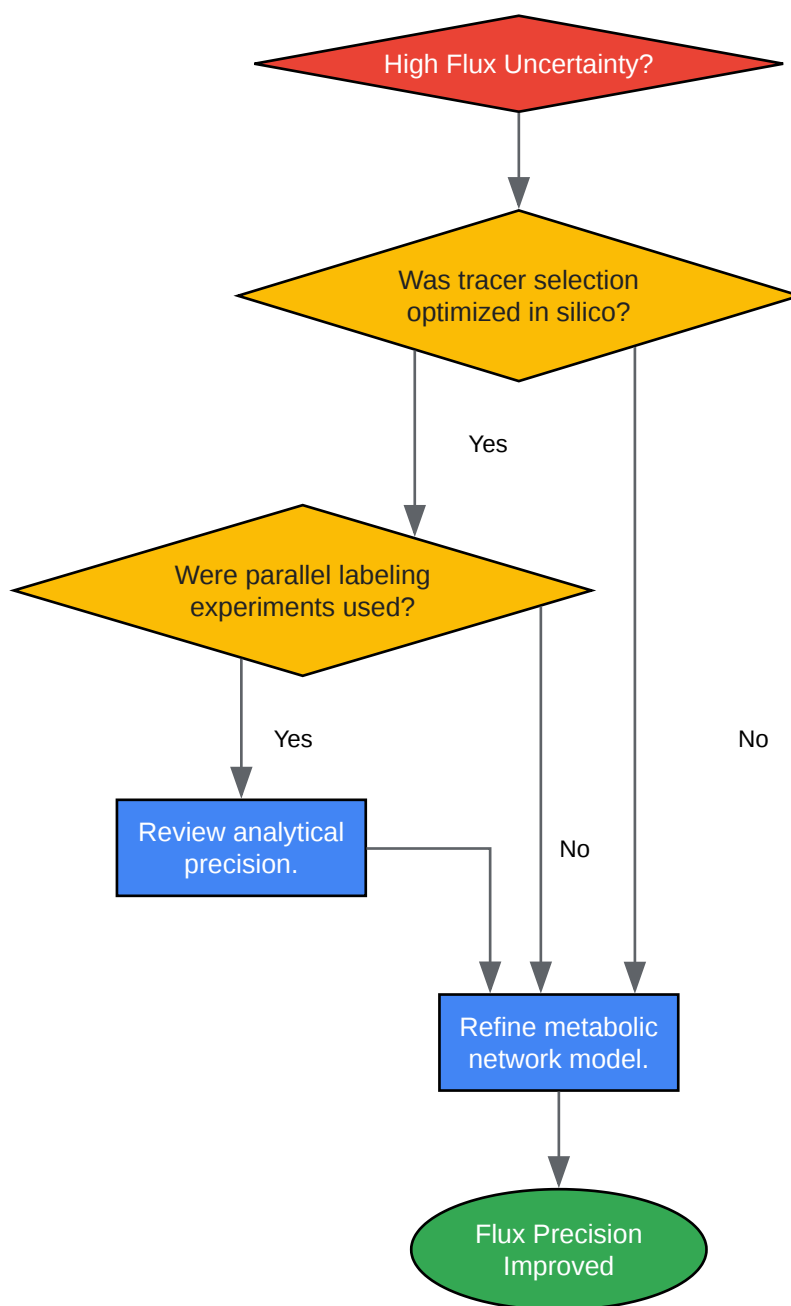 High Flux Uncertainty?
Was tracer selection
optimized in silico?
Yes
Were parallel labeling
experiments used?
Yes
No
Review analytical
precision.
No
Refine metabolic
network model.
Flux Precision
Improved